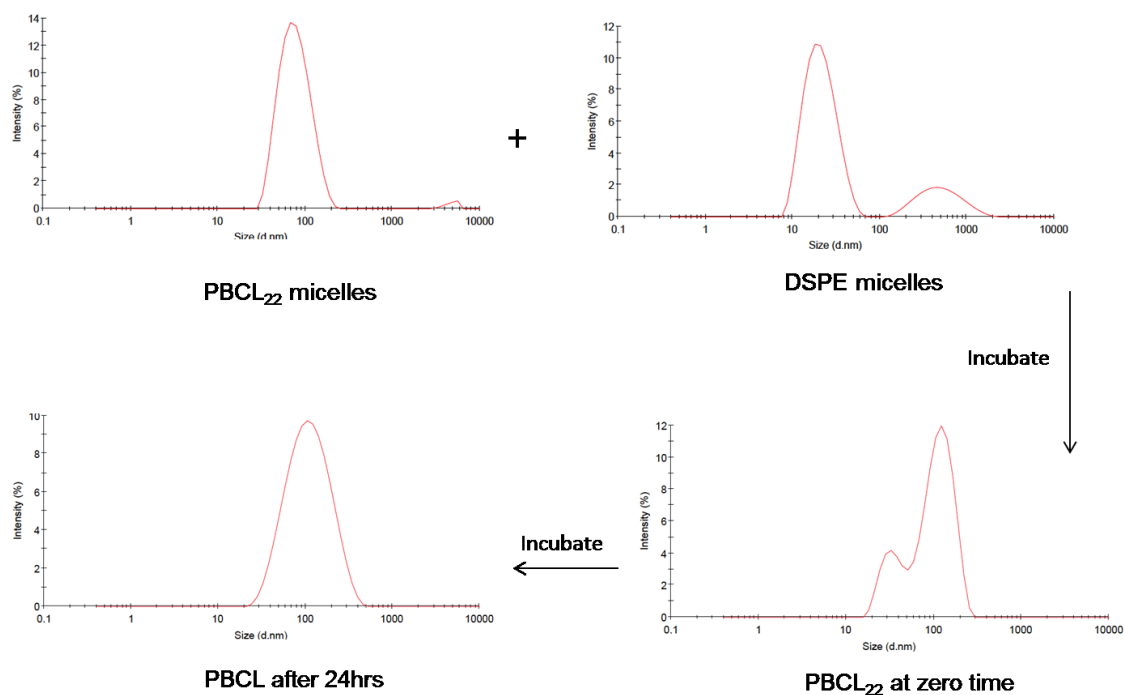 14
12
10
8
6
4
2
0
Intensity (%)
0.1 1 10 100 1000 10000
Size (d.nm)
PBCL22 micelles
+
12
10
8
6
4
2
0
Intensity (%)
0.1 1 10 100 1000 10000
Size (d.nm)
DSPE micelles
Incubate
12
10
8
6
4
2
0
Intensity (%)
0.1 1 10 100 1000 10000
Size (d.nm)
PBCL22 at zero time
Incubate
10
8
6
4
2
0
Intensity (%)
0.1 1 10 100 1000 10000
Size (d.nm)
PBCL after 24hrs